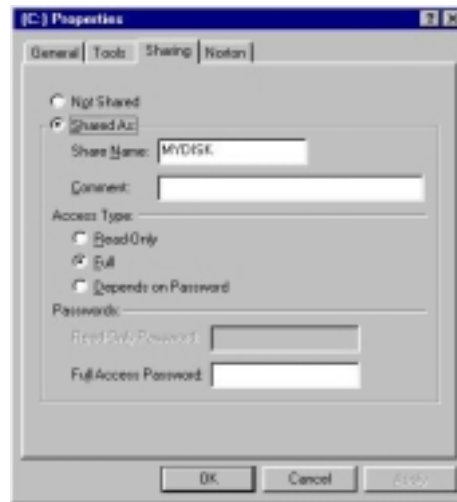 (C:) Properties
General Tools Sharing Norton
Not Shared
Shared As:
Share Name: MYDISK
Comment:
Access Type:
Read-Only
Full
Depends on Password
Passwords:
Read-Only Password:
Full Access Password:
OK Cancel Apply